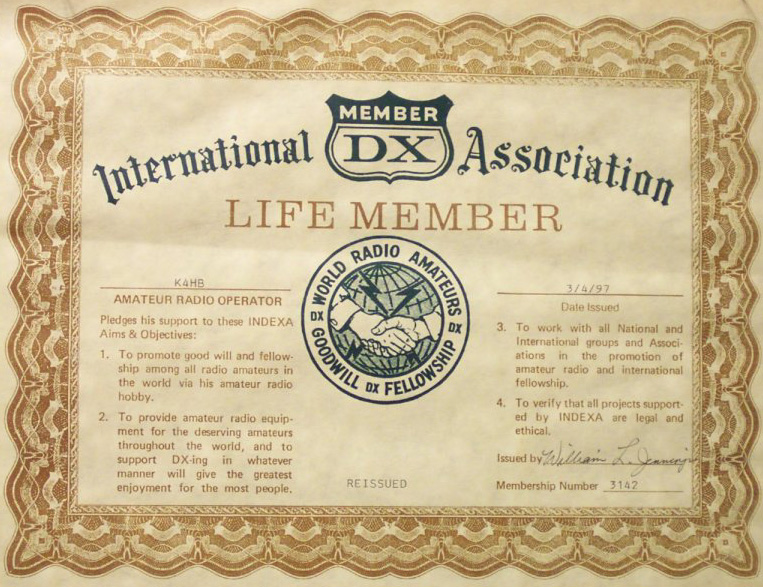 MEMBER
International DX Association
LIFE MEMBER
WORLD RADIO AMATEURS
DX DX
GOODWILL DX FELLOWSHIP
K4HB
AMATEUR RADIO OPERATOR
Pledges his support to these INDEXA
Aims & Objectives:
1. To promote good will and fellow-
ship among all radio amateurs in
the world via his amateur radio
hobby.
2. To provide amateur radio equip-
ment for the deserving amateurs
throughout the world, and to
support DX-ing in whatever
manner will give the greatest
enjoyment for the most people.
REISSUED
3/4/97
Date Issued
3. To work with all National and
International groups and Associ-
ations in the promotion of
amateur radio and international
fellowship.
4. To verify that all projects support-
ed by INDEXA are legal and
ethical.
Issued by William L. Jennings
Membership Number 3142